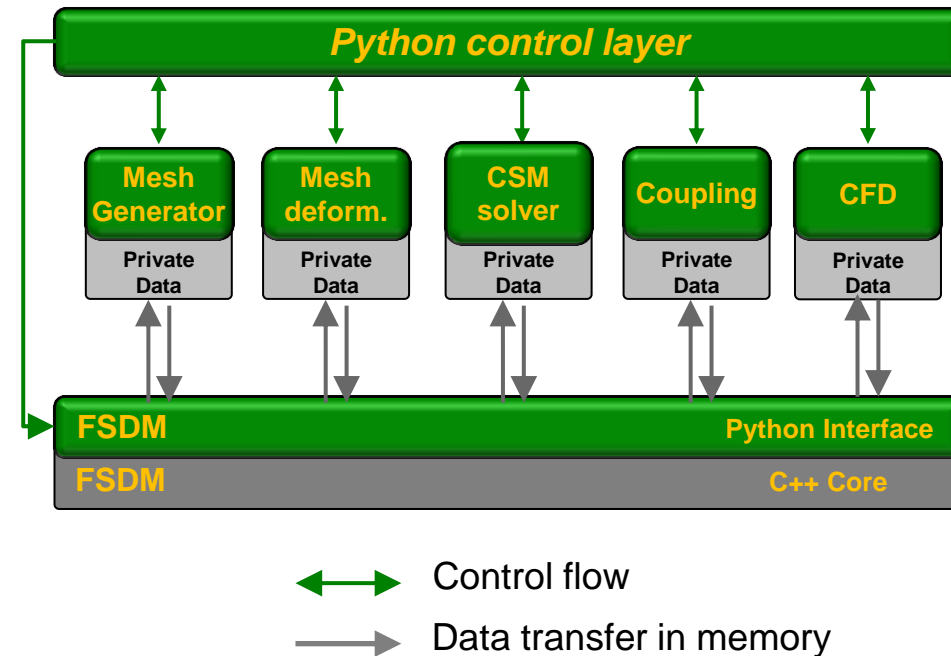 Python control layer
Mesh
Generator
Private
Data
Mesh
deform.
Private
Data
CSM
solver
Private
Data
Coupling
Private
Data
CFD
Private
Data
FSDM
Python Interface
FSDM
C++ Core
Control flow
Data transfer in memory